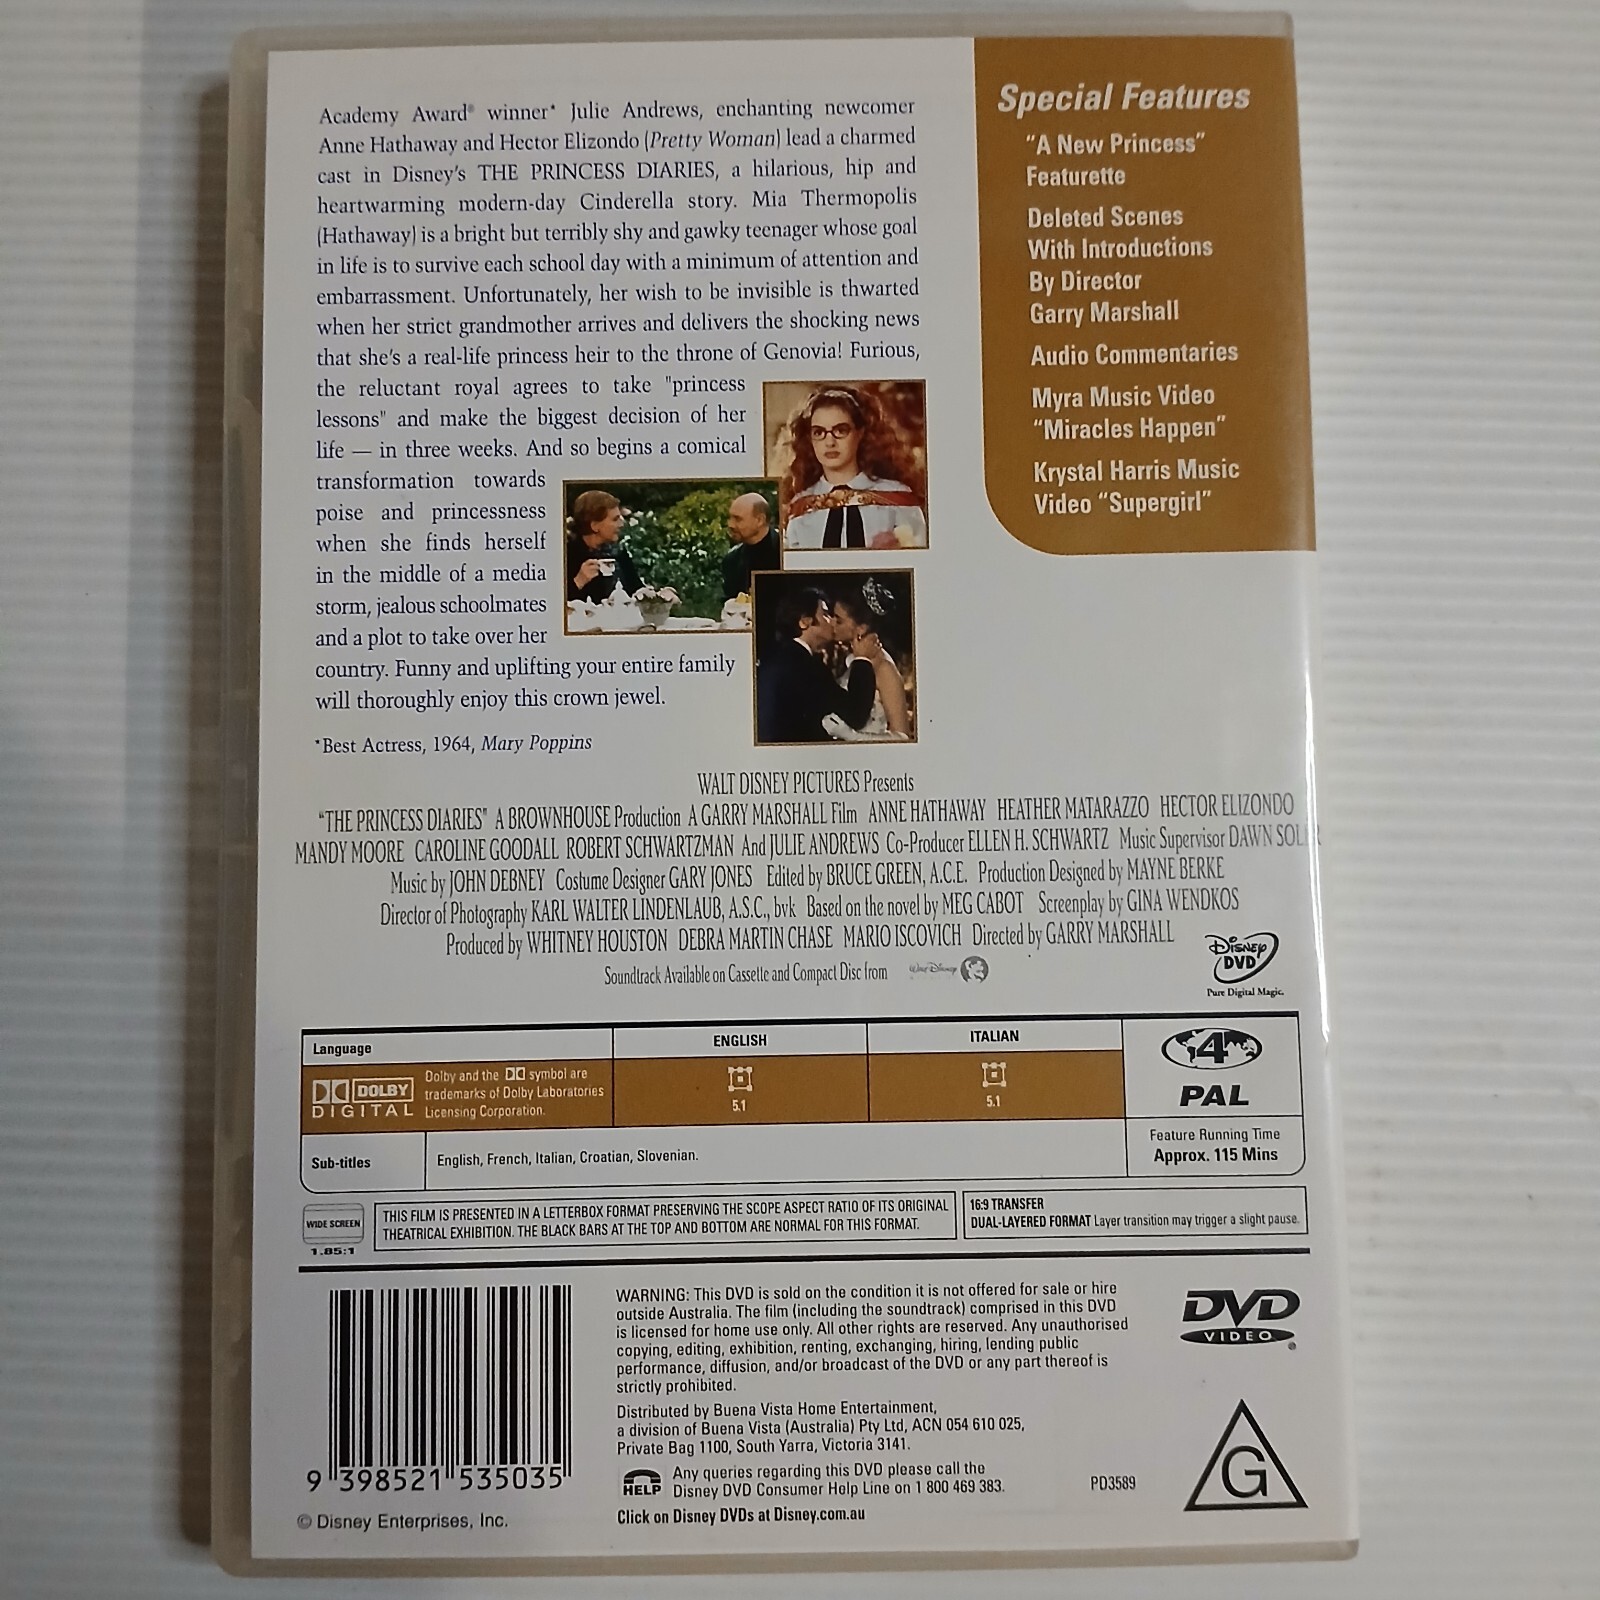 Academy Award® winner* Julie Andrews, enchanting newcomer
Anne Hathaway and Hector Elizondo (Pretty Woman) lead a charmed
cast in Disney's THE PRINCESS DIARIES, a hilarious, hip and
heartwarming modern-day Cinderella story. Mia Thermopolis
(Hathaway) is a bright but terribly shy and gawky teenager whose goal
in life is to survive each school day with a minimum of attention and
embarrassment. Unfortunately, her wish to be invisible is thwarted
when her strict grandmother arrives and delivers the shocking news
that she's a real-life princess heir to the throne of Genovia! Furious,
the reluctant royal agrees to take "princess
lessons" and make the biggest decision of her
life — in three weeks. And so begins a comical
transformation towards
poise and princessness
when she finds herself
in the middle of a media
storm, jealous schoolmates
and a plot to take over her
country. Funny and uplifting your entire family
will thoroughly enjoy this crown jewel.
*Best Actress, 1964, Mary Poppins
Special Features
"A New Princess"
Featurette
Deleted Scenes
With Introductions
By Director
Garry Marshall
Audio Commentaries
Myra Music Video
"Miracles Happen"
Krystal Harris Music
Video "Supergirl"
WALT DISNEY PICTURES Presents
"THE PRINCESS DIARIES" A BROWNHOUSE Production A GARRY MARSHALL Film ANNE HATHAWAY HEATHER MATARAZZO HECTOR ELIZONDO
MANDY MOORE CAROLINE GOODALL ROBERT SCHWARTZMAN And JULIE ANDREWS Co-Producer ELLEN H. SCHWARTZ Music Supervisor DAWN SOLER
Music by JOHN DEBNEY Costume Designer GARY JONES Edited by BRUCE GREEN, A.C.E. Production Designed by MAYNE BERKE
Director of Photography KARL WALTER LINDENLAUB, A.S.C., bvk Based on the novel by MEG CABOT Screenplay by GINA WENDKOS
Produced by WHITNEY HOUSTON DEBRA MARTIN CHASE MARIO ISCOVICH Directed by GARRY MARSHALL
Soundtrack Available on Cassette and Compact Disc from Walt Disney
Disney
DVD
Pure Digital Magic.
Language
ENGLISH
ITALIAN
DOLBY
DIGITAL
Dolby and the symbol are
trademarks of Dolby Laboratories
Licensing Corporation.
5.1
5.1
4
PAL
Sub-titles
English, French, Italian, Croatian, Slovenian.
Feature Running Time
Approx. 115 Mins
WIDE SCREEN
1.85:1
THIS FILM IS PRESENTED IN A LETTERBOX FORMAT PRESERVING THE SCOPE ASPECT RATIO OF ITS ORIGINAL
THEATRICAL EXHIBITION. THE BLACK BARS AT THE TOP AND BOTTOM ARE NORMAL FOR THIS FORMAT.
16:9 TRANSFER
DUAL-LAYERED FORMAT Layer transition may trigger a slight pause.
WARNING: This DVD is sold on the condition it is not offered for sale or hire
outside Australia. The film (including the soundtrack) comprised in this DVD
is licensed for home use only. All other rights are reserved. Any unauthorised
copying, editing, exhibition, renting, exchanging, hiring, lending public
performance, diffusion, and/or broadcast of the DVD or any part thereof is
strictly prohibited.
Distributed by Buena Vista Home Entertainment,
a division of Buena Vista (Australia) Pty Ltd, ACN 054 610 025,
Private Bag 1100, South Yarra, Victoria 3141.
HELP
Any queries regarding this DVD please call the
Disney DVD Consumer Help Line on 1 800 469 383.
Click on Disney DVDs at Disney.com.au
PD3589
DVD
VIDEO
G
9 398521 535035
© Disney Enterprises, Inc.